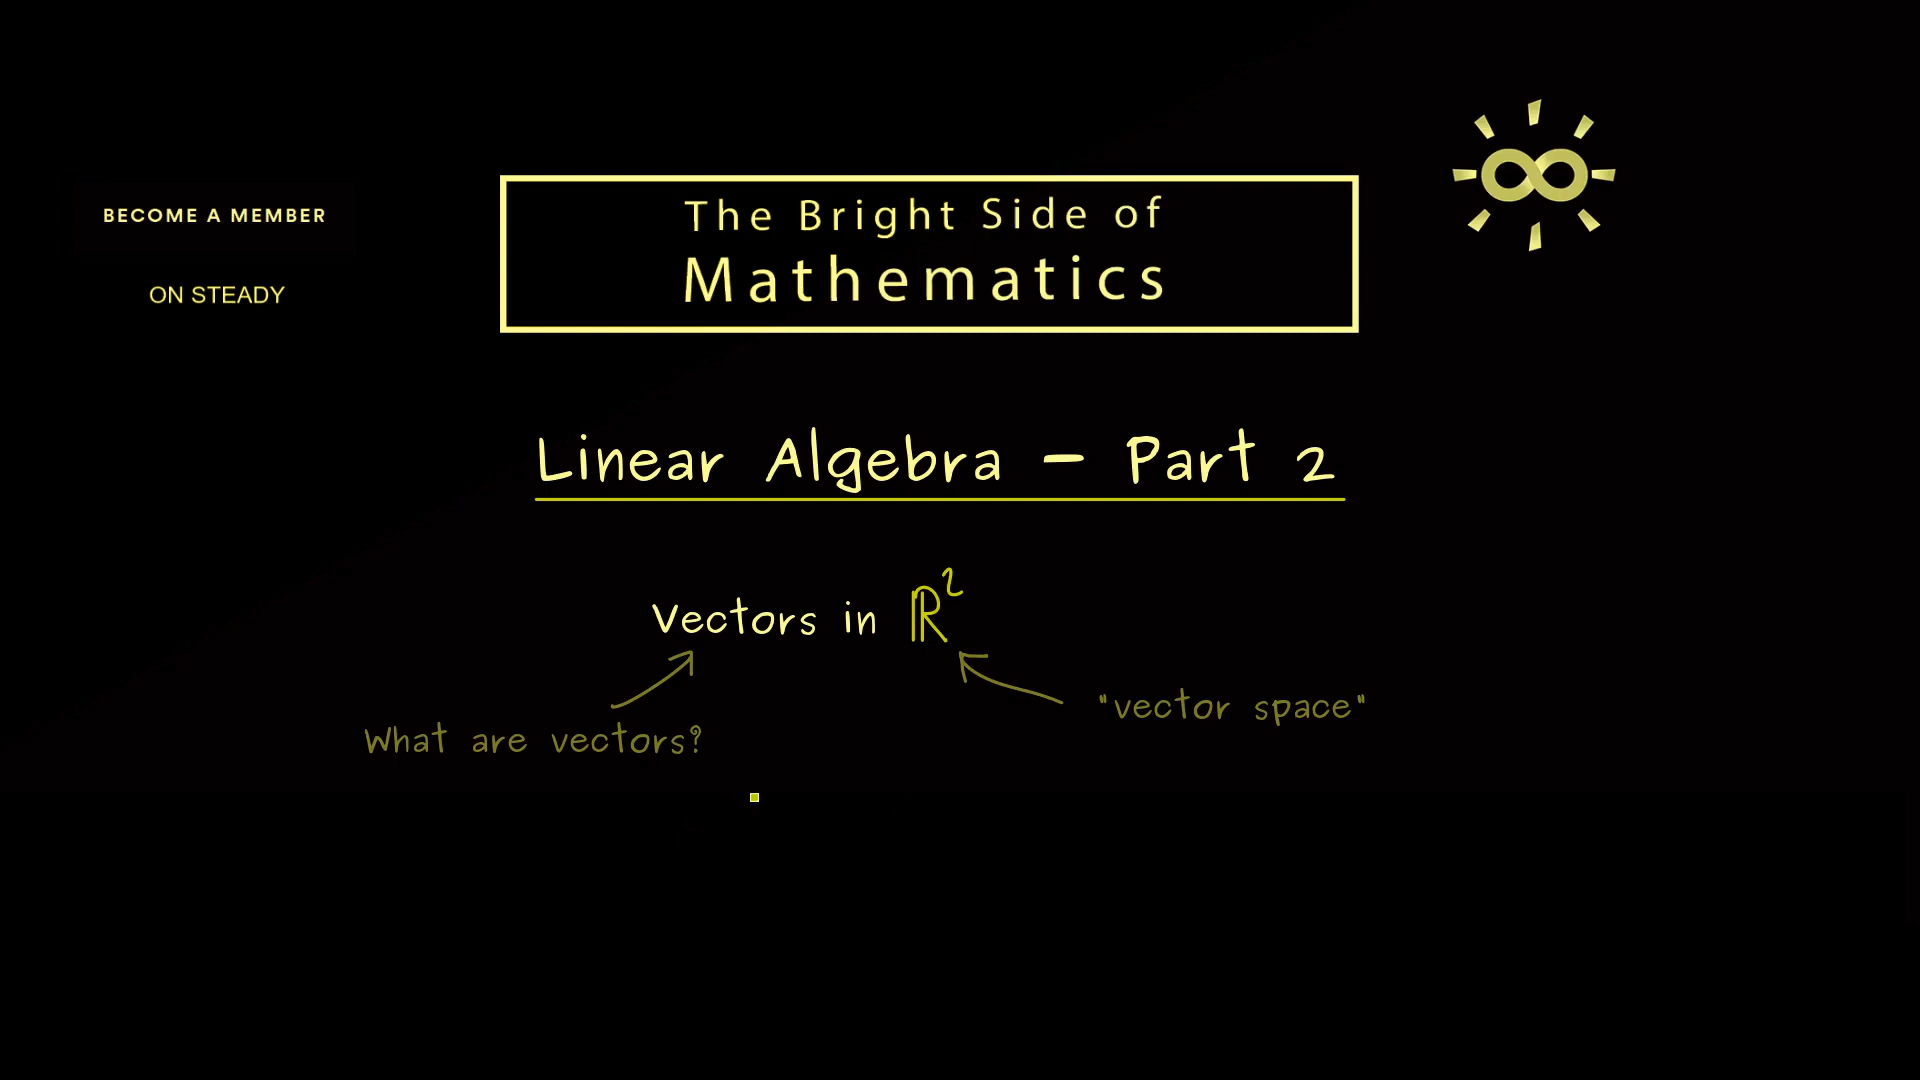 BECOME A MEMBER
ON STEADY
The Bright Side of
Mathematics
Linear Algebra – Part 2
Vectors in ℝ²
What are vectors?
"vector space"